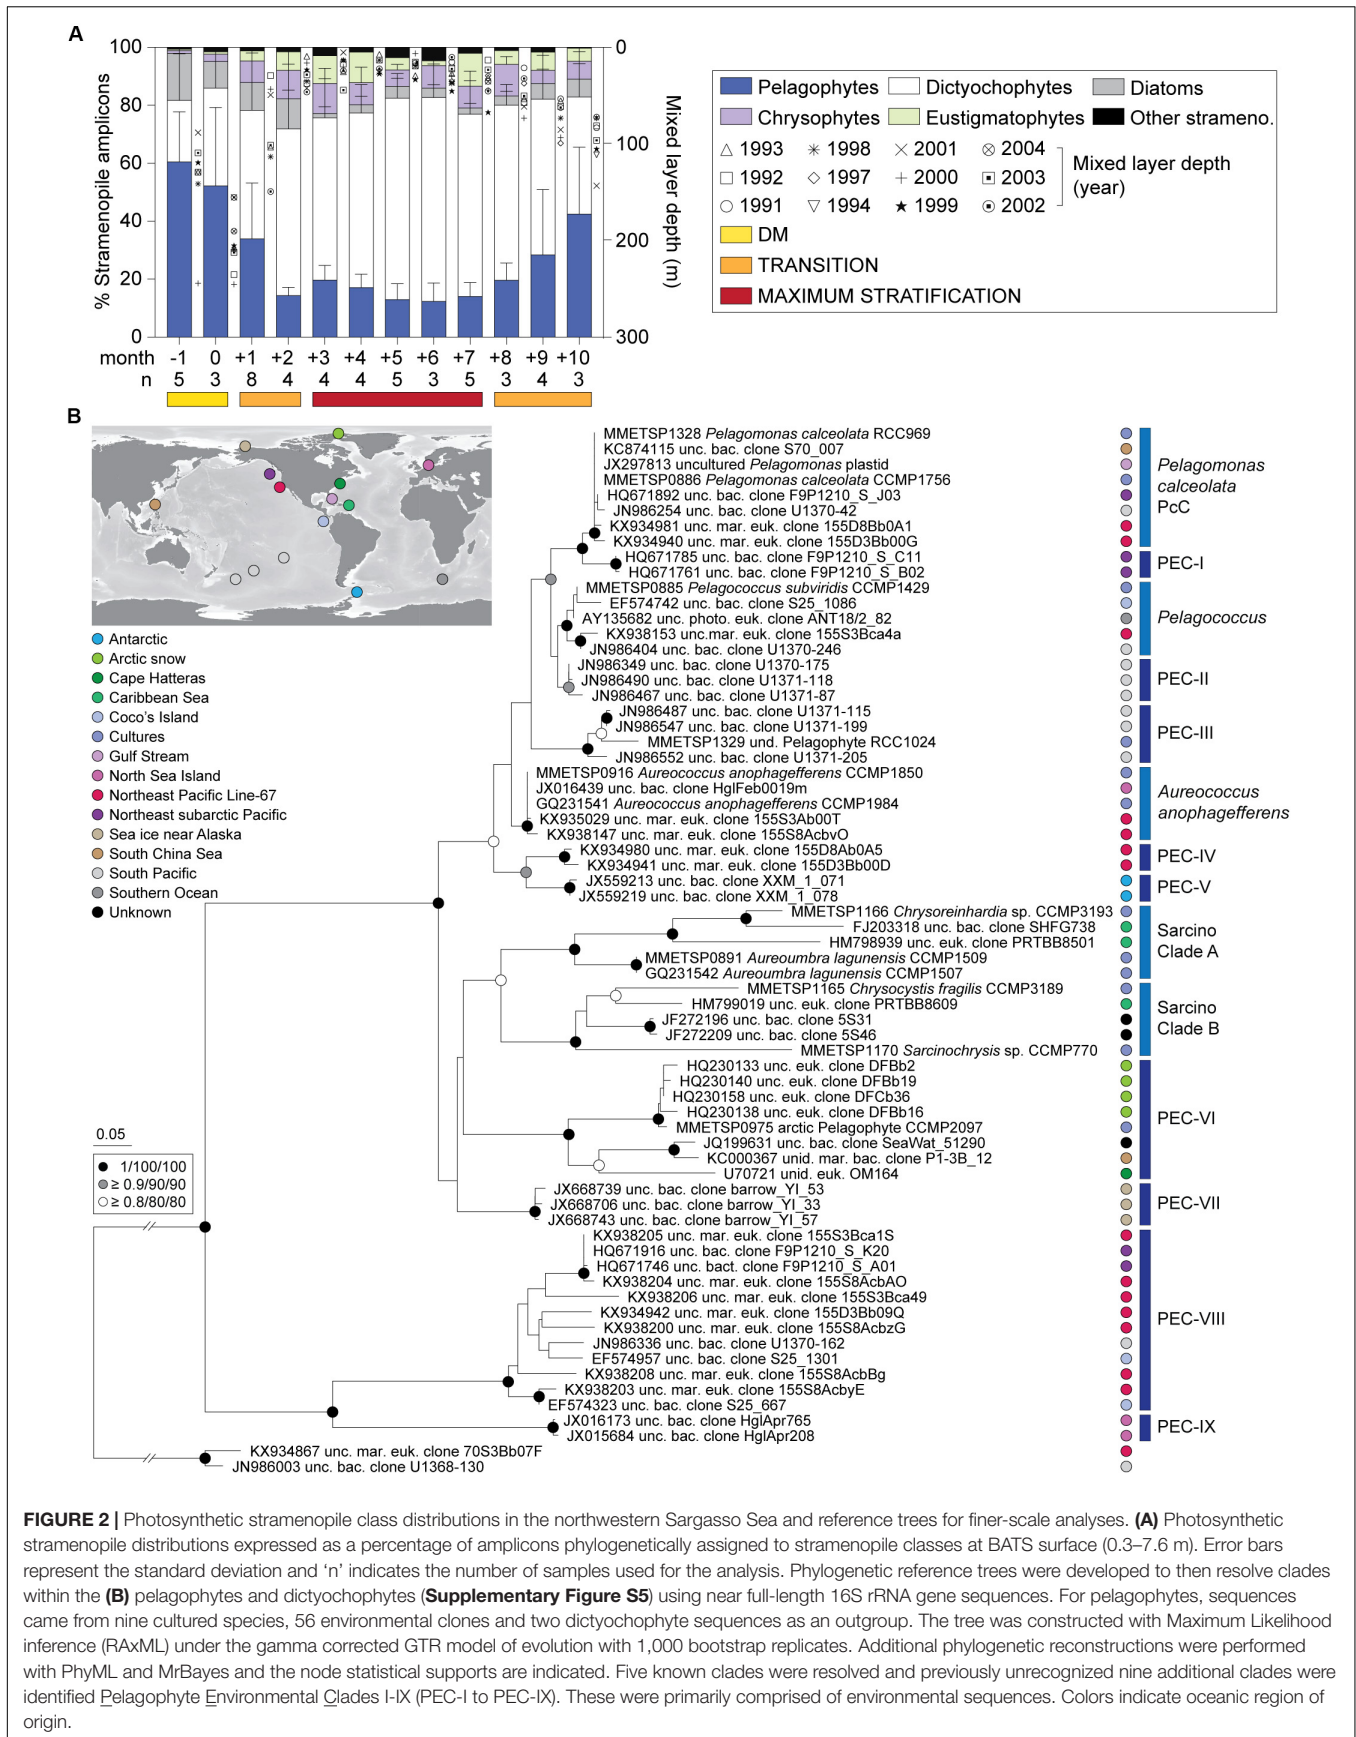 A
100
80
60
40
20
0
% Stramenopile amplicons
0
100
200
300
Mixed layer depth (m)
month -1 0 +1 +2 +3 +4 +5 +6 +7 +8 +9 +10
n 5 3 8 4 4 4 5 3 5 3 4 3
Pelagophytes Dictyochophytes Diatoms
Chrysophytes Eustigmatophytes Other strameno.
1993 1998 2001 2004
1992 1997 2000 2003
1991 1994 1999 2002
Mixed layer depth
(year)
DM
TRANSITION
MAXIMUM STRATIFICATION
B
Antarctic
Arctic snow
Cape Hatteras
Caribbean Sea
Coco's Island
Cultures
Gulf Stream
North Sea Island
Northeast Pacific Line-67
Northeast subarctic Pacific
Sea ice near Alaska
South China Sea
South Pacific
Southern Ocean
Unknown
0.05
1/100/100
≥ 0.9/90/90
≥ 0.8/80/80
MMETSP1328 Pelagomonas calceolata RCC969
KC874115 unc. bac. clone S70_007
JX297813 uncultured Pelagomonas plastid
MMETSP0886 Pelagomonas calceolata CCMP1756
HQ671892 unc. bac. clone F9P1210_S_J03
JN986254 unc. bac. clone U1370-42
KX934981 unc. mar. euk. clone 155D8Bb0A1
KX934940 unc. mar. euk. clone 155D3Bb00G
Pelagomonas
calceolata
PcC
HQ671785 unc. bac. clone F9P1210_S_C11
HQ671761 unc. bac. clone F9P1210_S_B02
PEC-I
MMETSP0885 Pelagococcus subviridis CCMP1429
EF574742 unc. bac. clone S25_1086
AY135682 unc. photo. euk. clone ANT18/2_82
KX938153 unc.mar. euk. clone 155S3Bca4a
JN986404 unc. bac. clone U1370-246
Pelagococcus
JN986349 unc. bac. clone U1370-175
JN986490 unc. bac. clone U1371-118
JN986467 unc. bac. clone U1371-87
PEC-II
JN986487 unc. bac. clone U1371-115
JN986547 unc. bac. clone U1371-199
MMETSP1329 und. Pelagophyte RCC1024
JN986552 unc. bac. clone U1371-205
PEC-III
MMETSP0916 Aureococcus anophagefferens CCMP1850
JX016439 unc. bac. clone HglFeb0019m
GQ231541 Aureococcus anophagefferens CCMP1984
KX935029 unc. mar. euk. clone 155S3Ab00T
KX938147 unc. mar. euk. clone 155S8AcbvO
Aureococcus
anophagefferens
KX934980 unc. mar. euk. clone 155D8Ab0A5
KX934941 unc. mar. euk. clone 155D3Bb00D
PEC-IV
JX559213 unc. bac. clone XXM_1_071
JX559219 unc. bac. clone XXM_1_078
PEC-V
MMETSP1166 Chrysoreinhardia sp. CCMP3193
FJ203318 unc. bac. clone SHFG738
HM798939 unc. euk. clone PRTBB8501
MMETSP0891 Aureoumbra lagunensis CCMP1509
GQ231542 Aureoumbra lagunensis CCMP1507
Sarcino
Clade A
MMETSP1165 Chrysocystis fragilis CCMP3189
HM799019 unc. euk. clone PRTBB8609
JF272196 unc. bac. clone 5S31
JF272209 unc. bac. clone 5S46
MMETSP1170 Sarcinochrysis sp. CCMP770
Sarcino
Clade B
HQ230133 unc. euk. clone DFBb2
HQ230140 unc. euk. clone DFBb19
HQ230158 unc. euk. clone DFCb36
HQ230138 unc. euk. clone DFBb16
MMETSP0975 arctic Pelagophyte CCMP2097
JQ199631 unc. bac. clone SeaWat_51290
KC000367 unid. mar. bac. clone P1-3B_12
U70721 unid. euk. OM164
PEC-VI
JX668739 unc. bac. clone barrow_YI_53
JX668706 unc. bac. clone barrow_YI_33
JX668743 unc. bac. clone barrow_YI_57
PEC-VII
KX938205 unc. mar. euk. clone 155S3Bca1S
HQ671916 unc. bac. clone F9P1210_S_K20
HQ671746 unc. bact. clone F9P1210_S_A01
KX938204 unc. mar. euk. clone 155S8AcbAO
KX938206 unc. mar. euk. clone 155S3Bca49
KX934942 unc. mar. euk. clone 155D3Bb09Q
KX938200 unc. mar. euk. clone 155S8AcbzG
JN986336 unc. bac. clone U1370-162
EF574957 unc. bac. clone S25_1301
KX938208 unc. mar. euk. clone 155S8AcbBg
KX938203 unc. mar. euk. clone 155S8AcbyE
EF574323 unc. bac. clone S25_667
PEC-VIII
JX016173 unc. bac. clone HglApr765
JX015684 unc. bac. clone HglApr208
PEC-IX
KX934867 unc. mar. euk. clone 70S3Bb07F
JN986003 unc. bac. clone U1368-130
FIGURE 2 | Photosynthetic stramenopile class distributions in the northwestern Sargasso Sea and reference trees for finer-scale analyses. (A) Photosynthetic
stramenopile distributions expressed as a percentage of amplicons phylogenetically assigned to stramenopile classes at BATS surface (0.3–7.6 m). Error bars
represent the standard deviation and 'n' indicates the number of samples used for the analysis. Phylogenetic reference trees were developed to then resolve clades
within the (B) pelagophytes and dictyochophytes (Supplementary Figure S5) using near full-length 16S rRNA gene sequences. For pelagophytes, sequences
came from nine cultured species, 56 environmental clones and two dictyochophyte sequences as an outgroup. The tree was constructed with Maximum Likelihood
inference (RAxML) under the gamma corrected GTR model of evolution with 1,000 bootstrap replicates. Additional phylogenetic reconstructions were performed
with PhyML and MrBayes and the node statistical supports are indicated. Five known clades were resolved and previously unrecognized nine additional clades were
identified Pelagophyte Environmental Clades I-IX (PEC-I to PEC-IX). These were primarily comprised of environmental sequences. Colors indicate oceanic region of
origin.